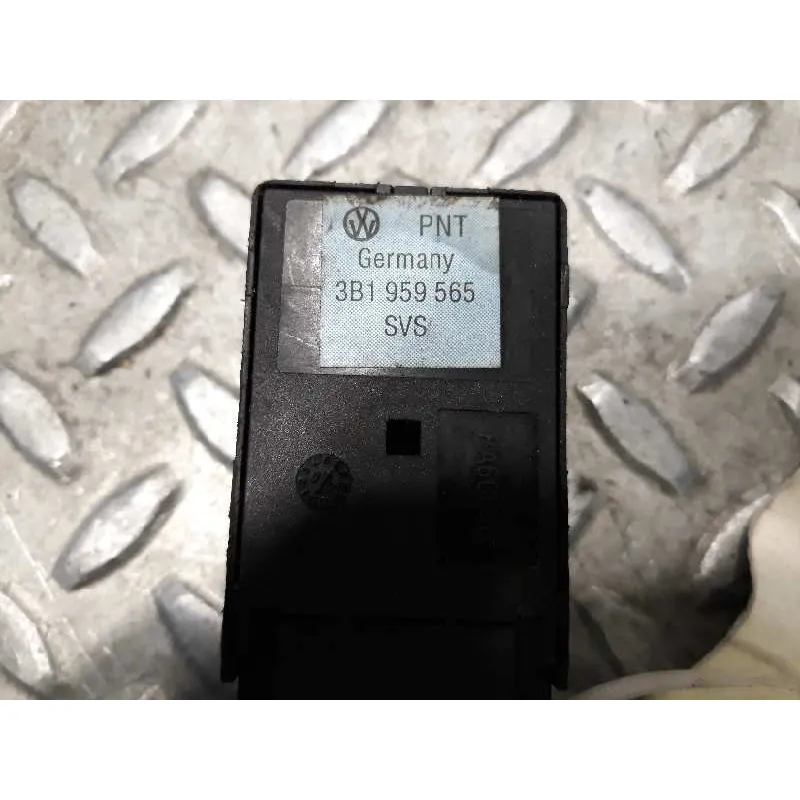 PNT
Germany
3B1 959 565
SVS